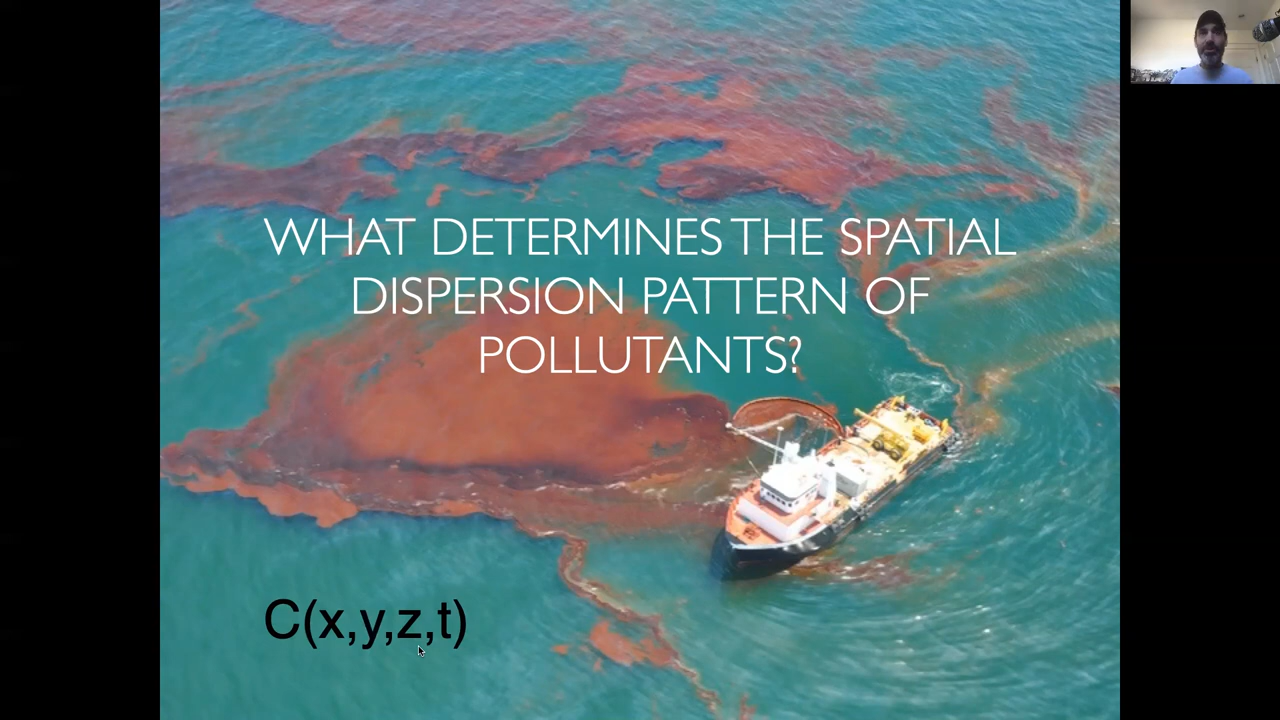 WHAT DETERMINES THE SPATIAL
DISPERSION PATTERN OF
POLLUTANTS?
C(x,y,z,t)